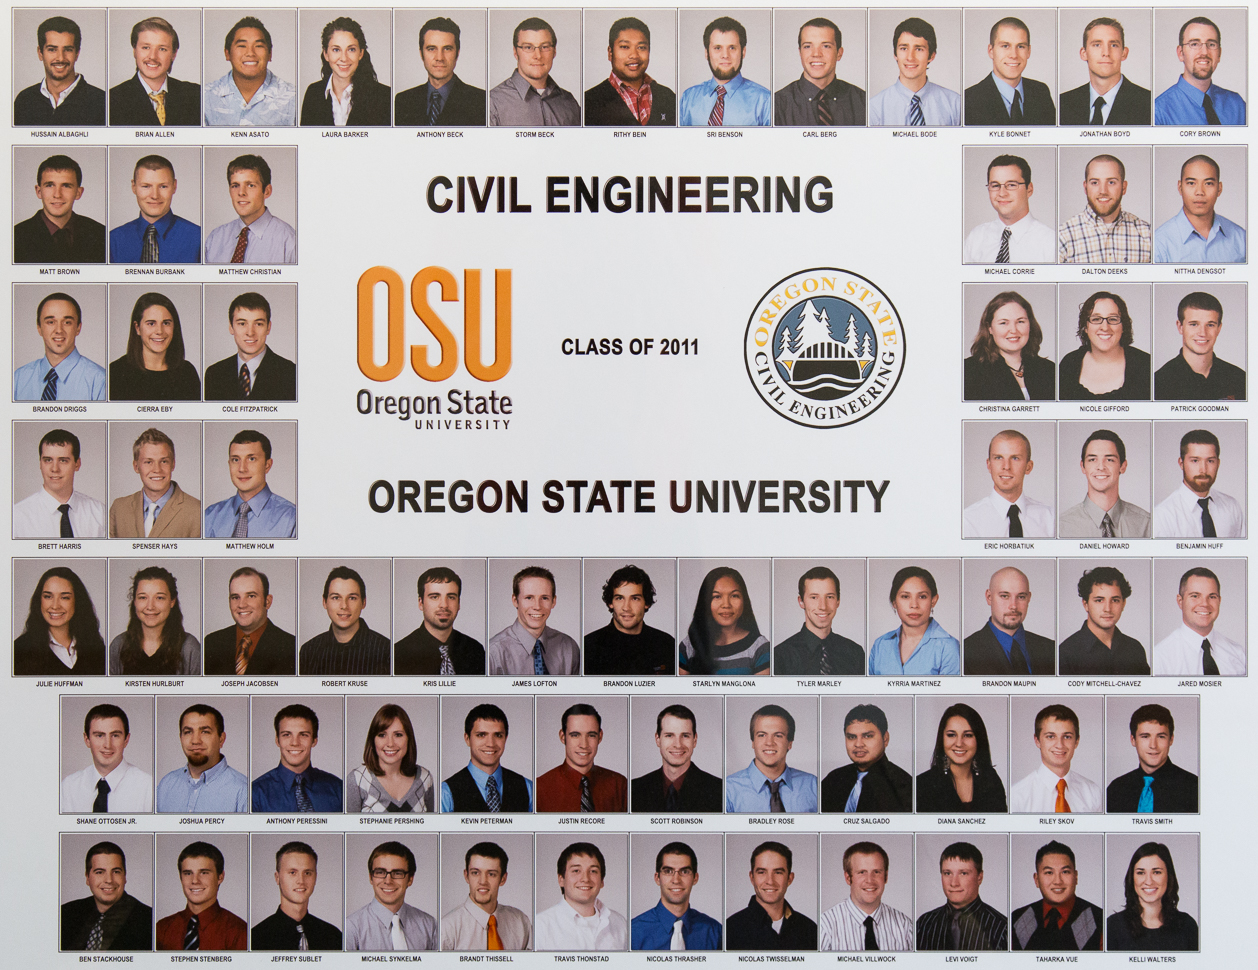 HUSSAIN ALBAGHLI BRIAN ALLEN KENN ASATO LAURA BARKER ANTHONY BECK STORM BECK RITHY BEIN SRI BENSON CARL BERG MICHAEL BODE KYLE BONNET JONATHAN BOYD CORY BROWN
CIVIL ENGINEERING
MATT BROWN BRENNAN BURBANK MATTHEW CHRISTIAN MICHAEL CORRIE DALTON DEEKS NITTHA DENGSOT
OSU
Oregon State
UNIVERSITY
CLASS OF 2011
OREGON STATE
CIVIL ENGINEERING
BRANDON DRIGGS CIERRA EBY COLE FITZPATRICK CHRISTINA GARRETT NICOLE GIFFORD PATRICK GOODMAN
OREGON STATE UNIVERSITY
BRETT HARRIS SPENSER HAYS MATTHEW HOLM ERIC HORBATIUK DANIEL HOWARD BENJAMIN HUFF
JULIE HUFFMAN KIRSTEN HURLBURT JOSEPH JACOBSEN ROBERT KRUSE KRIS LILLIE JAMES LOFTON BRANDON LUZIER STARLYN MANGLONA TYLER MARLEY KYRRIA MARTINEZ BRANDON MAUPIN CODY MITCHELL-CHAVEZ JARED MOSIER
SHANE OTTOSEN JR. JOSHUA PERCY ANTHONY PERESSINI STEPHANIE PERSHING KEVIN PETERMAN JUSTIN RECORE SCOTT ROBINSON BRADLEY ROSE CRUZ SALGADO DIANA SANCHEZ RILEY SKOV TRAVIS SMITH
BEN STACKHOUSE STEPHEN STENBERG JEFFREY SUBLET MICHAEL SYNKELMA BRANDT THISSELL TRAVIS THONSTAD NICOLAS THRASHER NICOLAS TWISSELMAN MICHAEL VILLWOCK LEVI VOIGT TAHARKA VUE KELLI WALTERS